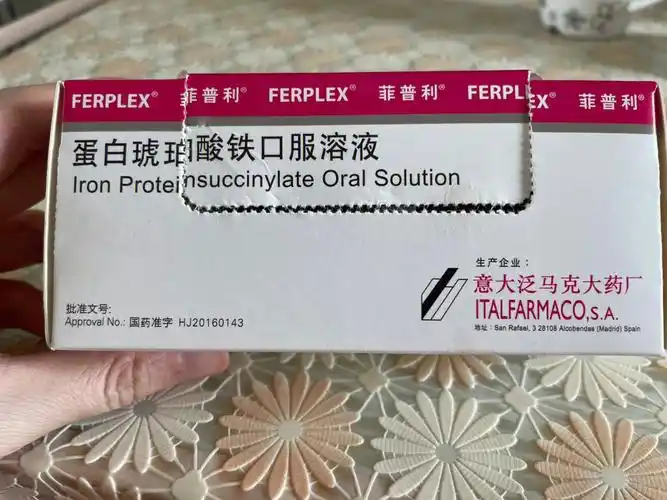 FERPLEX® 菲普利® FERPLEX® 菲普利® FERPLEX® 菲普利®
蛋白琥珀酸铁口服溶液
Iron Proteinsuccinylate Oral Solution
生产企业：
意大泛马克大药厂
ITALFARMACO,S.A.
地址：San Rafael, 3 28108 Alcobendas (Madrid) Spain
批准文号:
Approval No.: 国药准字 HJ20160143